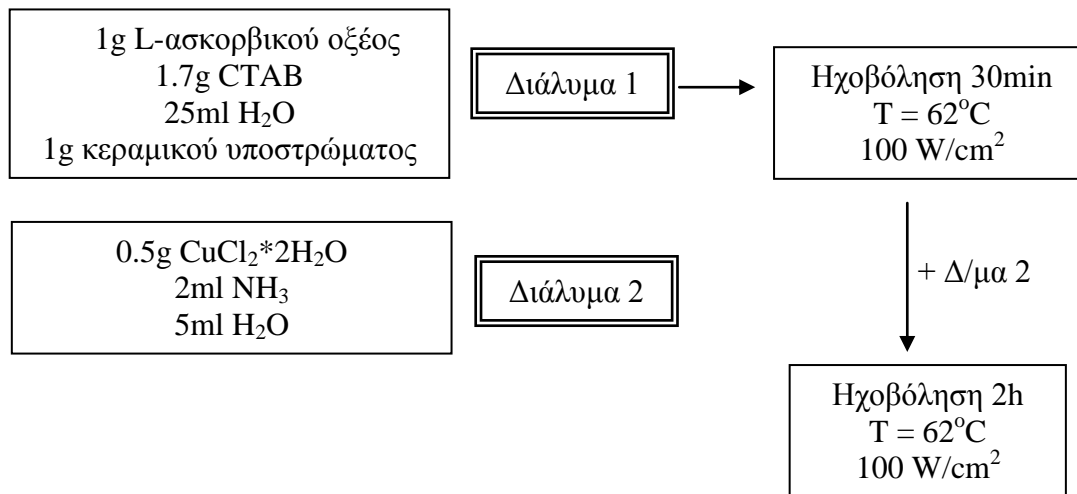 1g L-ασκορβικού οξέος
1.7g CTAB
25ml H₂O
1g κεραμικού υποστρώματος
Διάλυμα 1
Ηχοβόληση 30min
T = 62°C
100 W/cm²
0.5g CuCl₂*2H₂O
2ml NH₃
5ml H₂O
Διάλυμα 2
+ Δ/μα 2
Ηχοβόληση 2h
T = 62°C
100 W/cm²